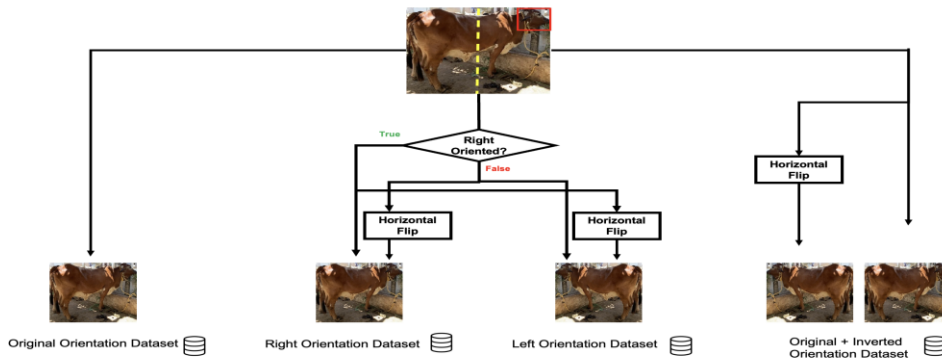 True
Right
Oriented?
False
Horizontal
Flip
Horizontal
Flip
Horizontal
Flip
Original Orientation Dataset
Right Orientation Dataset
Left Orientation Dataset
Original + Inverted
Orientation Dataset